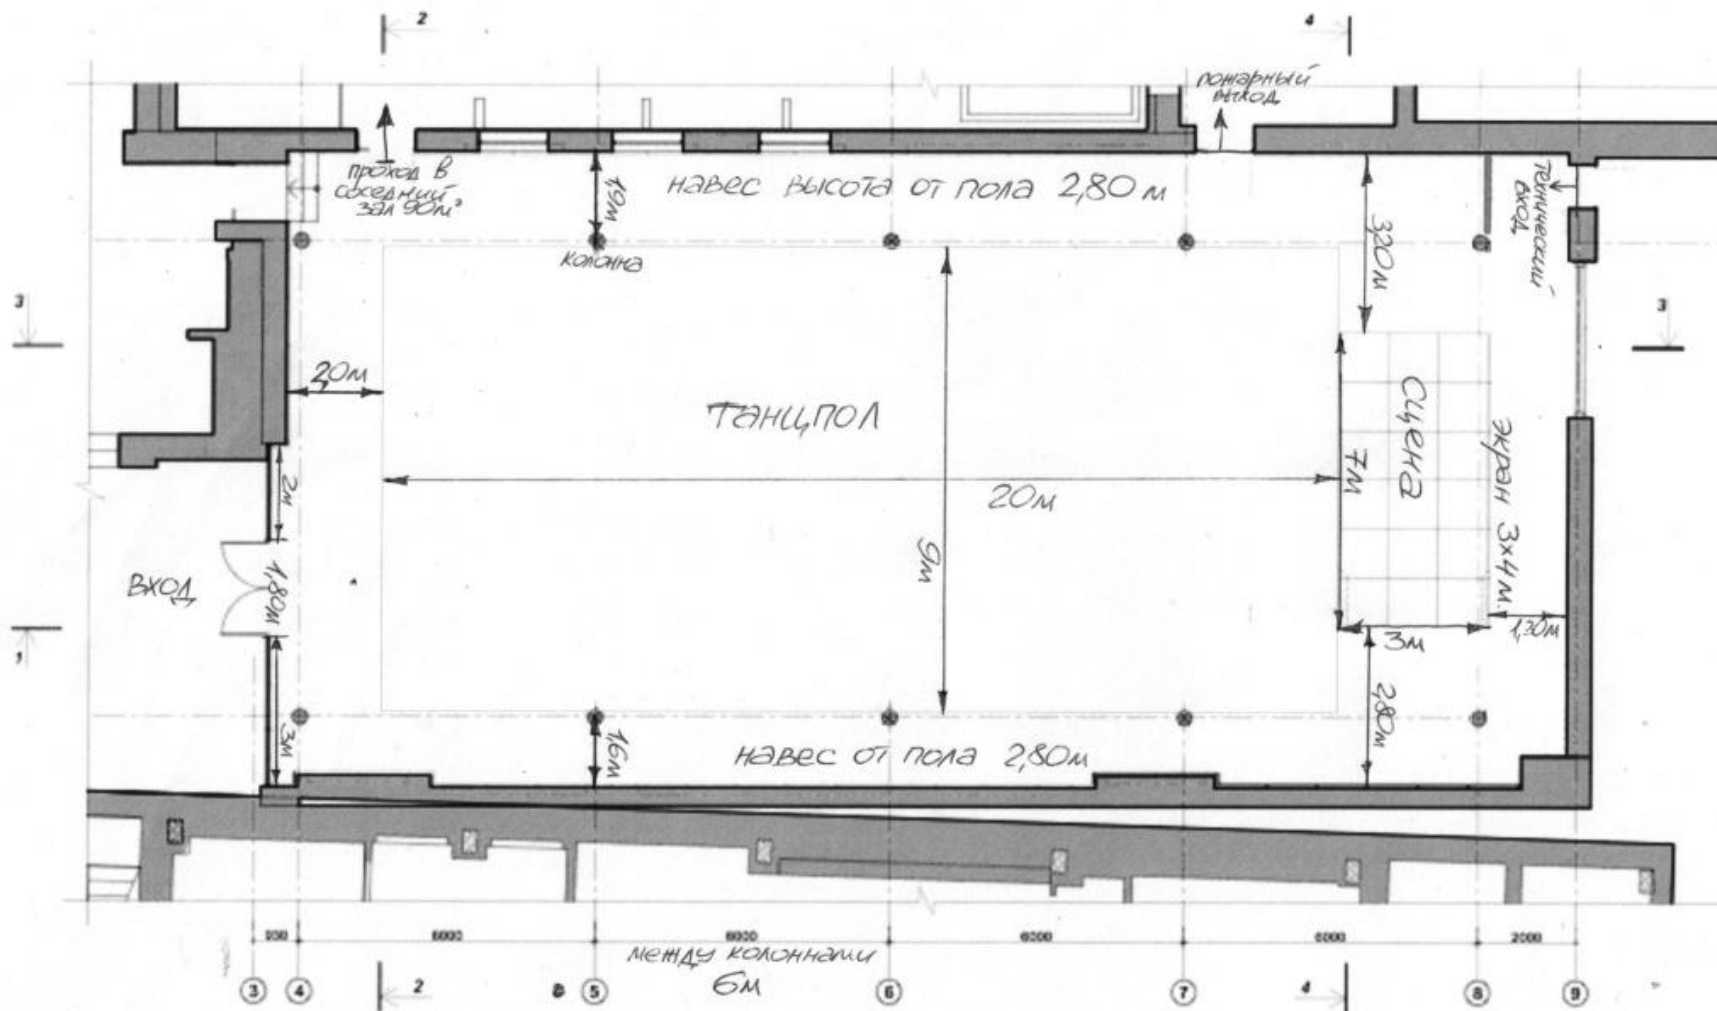 2
4
пожарный
выход
проход в
соседний
зал 90м²
1,9м
навес высота от пола 2,80 м
3,20м
технический
вход
колонна
3
3
2,0м
танцпол
сцена
экран 3х4м.
7м
20м
2м
9м
вход
1,80м
1
3м
1,30м
2,80м
3м
1,6м
навес от пола 2,80м
950
6000
6000
6000
6000
2000
между колоннами
6м
2
4
3
4
5
6
7
8
9